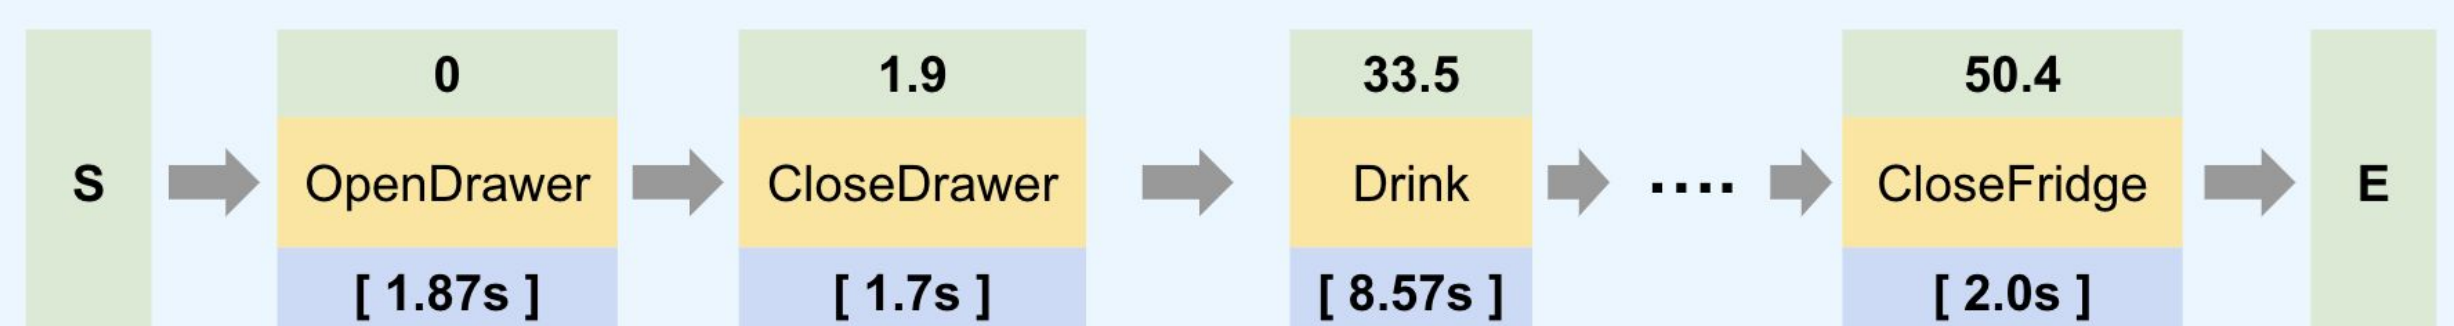 0 1.9 33.5 50.4
S OpenDrawer CloseDrawer Drink .... CloseFridge E
[ 1.87s ] [ 1.7s ] [ 8.57s ] [ 2.0s ]